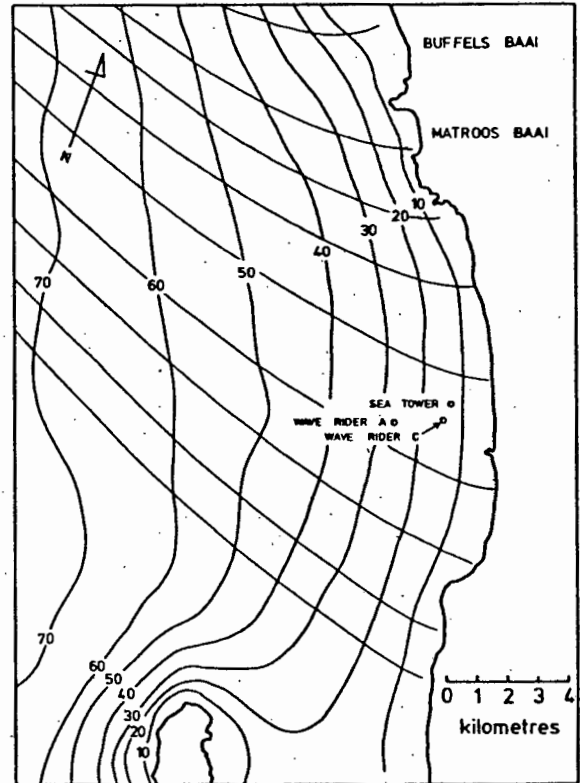 BUFFELS BAAI
MATROOS BAAI
N
10
20
30
40
50
60
70
SEA TOWER
WAVE RIDER A
WAVE RIDER C
70
60
50
40
30
20
10
0 1 2 3 4
kilometres